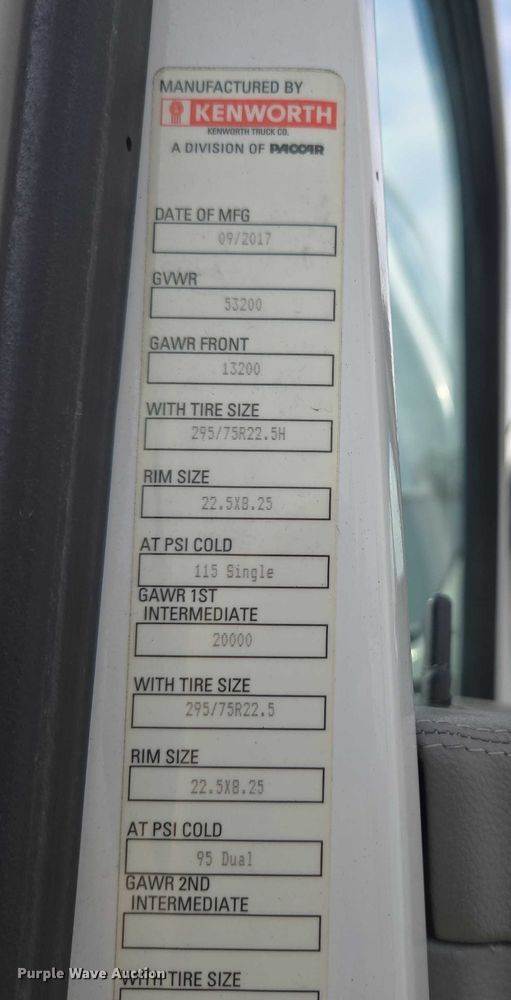 MANUFACTURED BY
KENWORTH
KENWORTH TRUCK CO.
A DIVISION OF PACCAR
DATE OF MFG
09/2017
GVWR
53200
GAWR FRONT
13200
WITH TIRE SIZE
295/75R22.5H
RIM SIZE
22.5X8.25
AT PSI COLD
115 Single
GAWR 1ST
INTERMEDIATE
20000
WITH TIRE SIZE
295/75R22.5
RIM SIZE
22.5X8.25
AT PSI COLD
95 Dual
GAWR 2ND
INTERMEDIATE
WITH TIRE SIZE
Purple Wave Auction